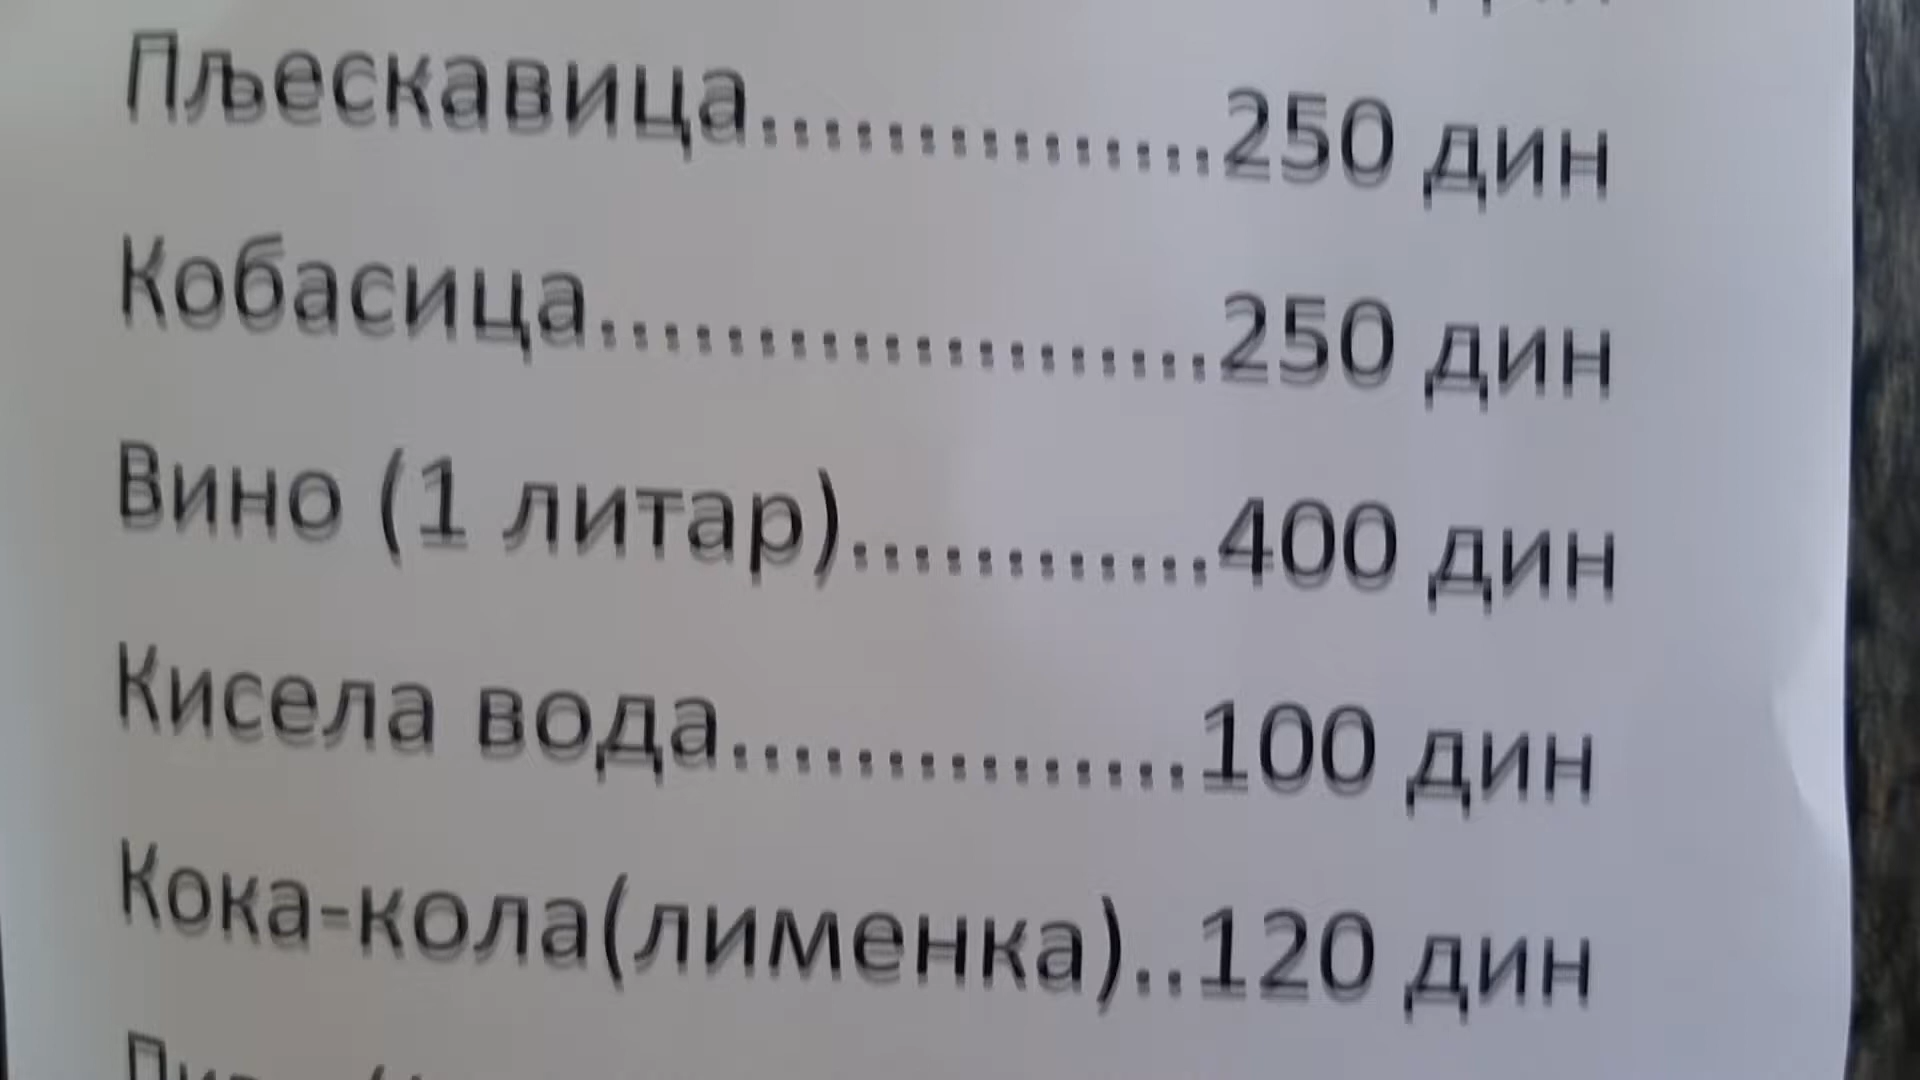 Пљескавица...............250 дин
Кобасица....................250 дин
Вино (1 литар)............400 дин
Кисела вода...............100 дин
Кока-кола(лименка)..120 дин